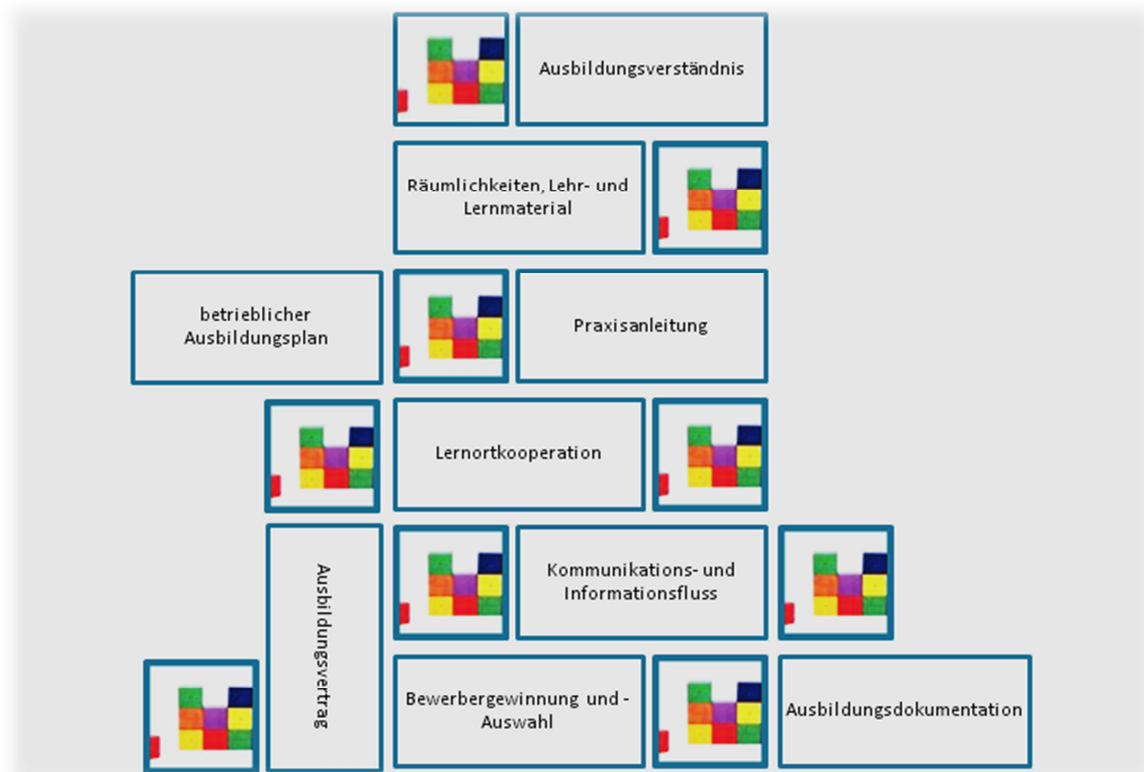 Ausbildungsverständnis
Räumlichkeiten, Lehr- und
Lernmaterial
betrieblicher
Ausbildungsplan
Praxisanleitung
Lernortkooperation
Ausbildungsvertrag
Kommunikations- und
Informationsfluss
Bewerbergewinnung und -
Auswahl
Ausbildungsdokumentation